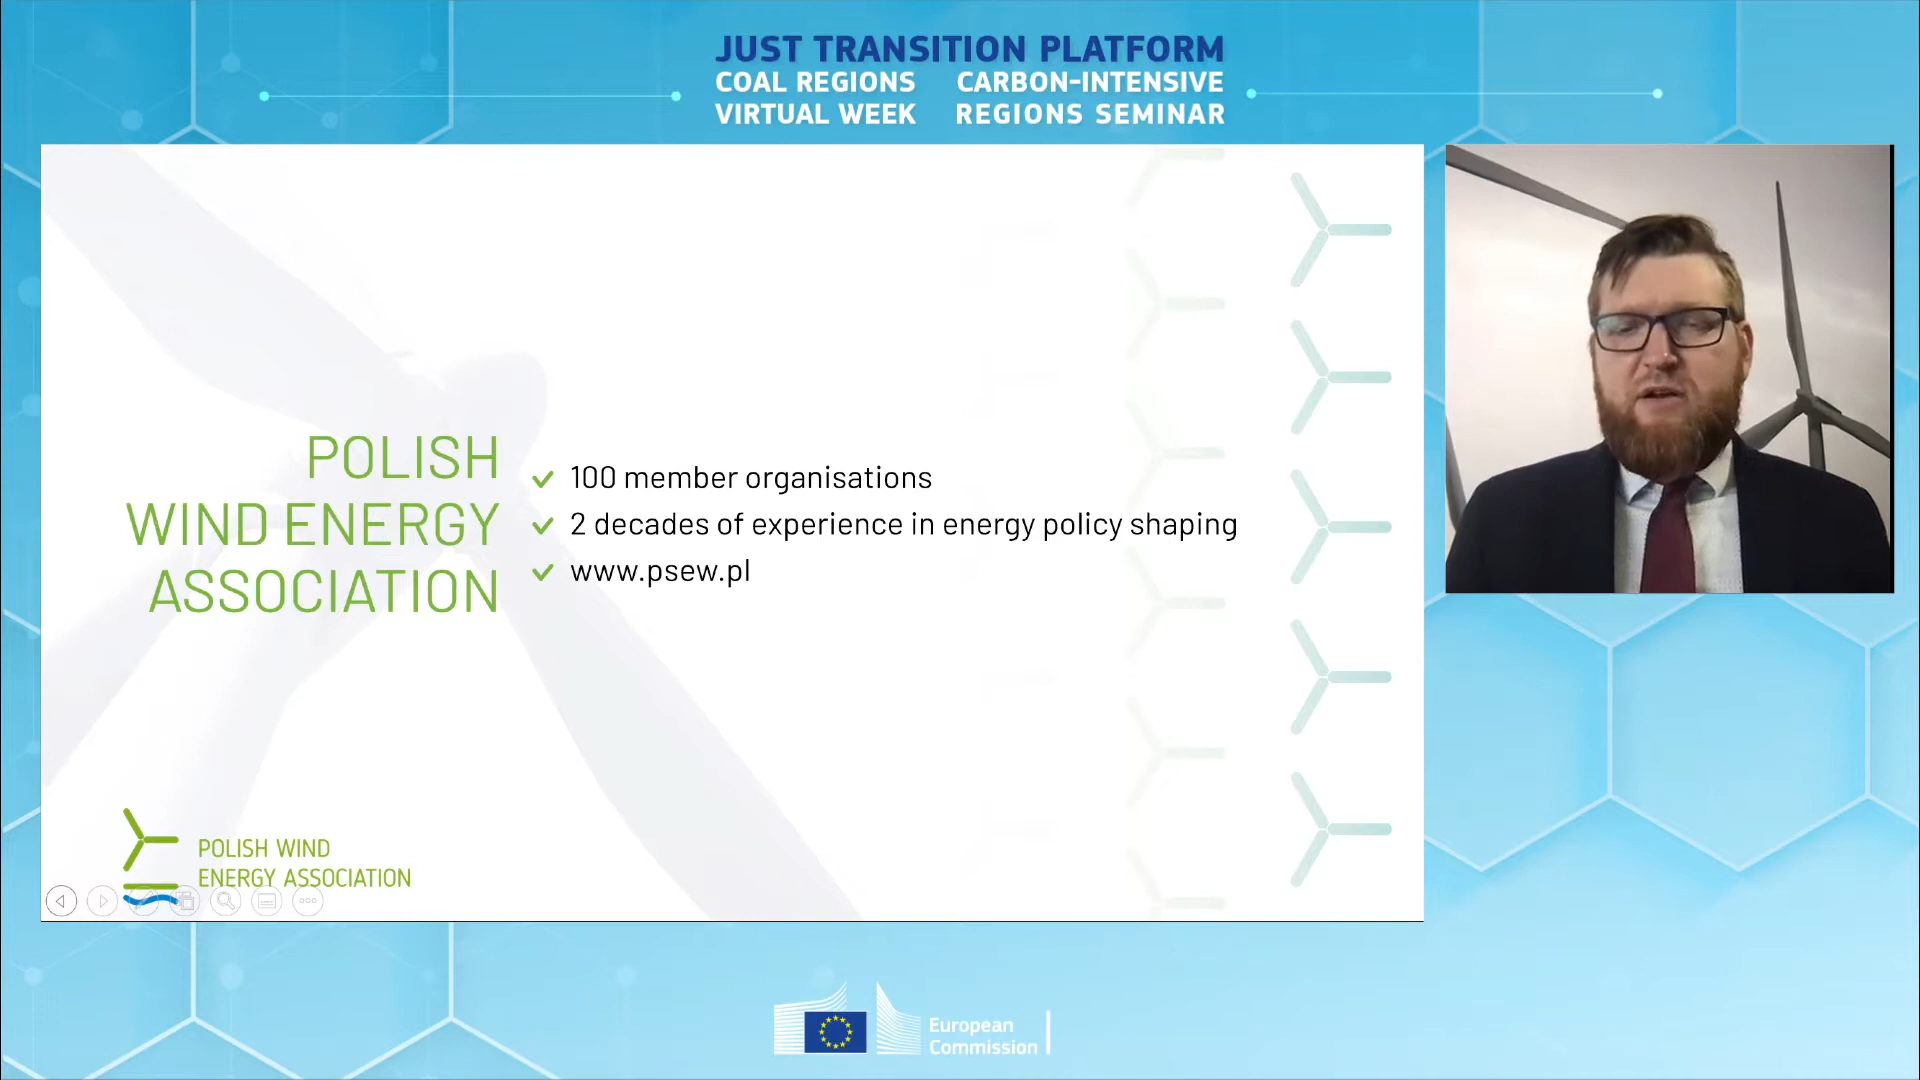 JUST TRANSITION PLATFORM
COAL REGIONS
VIRTUAL WEEK
CARBON-INTENSIVE
REGIONS SEMINAR
POLISH
WIND ENERGY
ASSOCIATION
100 member organisations
2 decades of experience in energy policy shaping
www.psew.pl
POLISH WIND
ENERGY ASSOCIATION
European
Commission